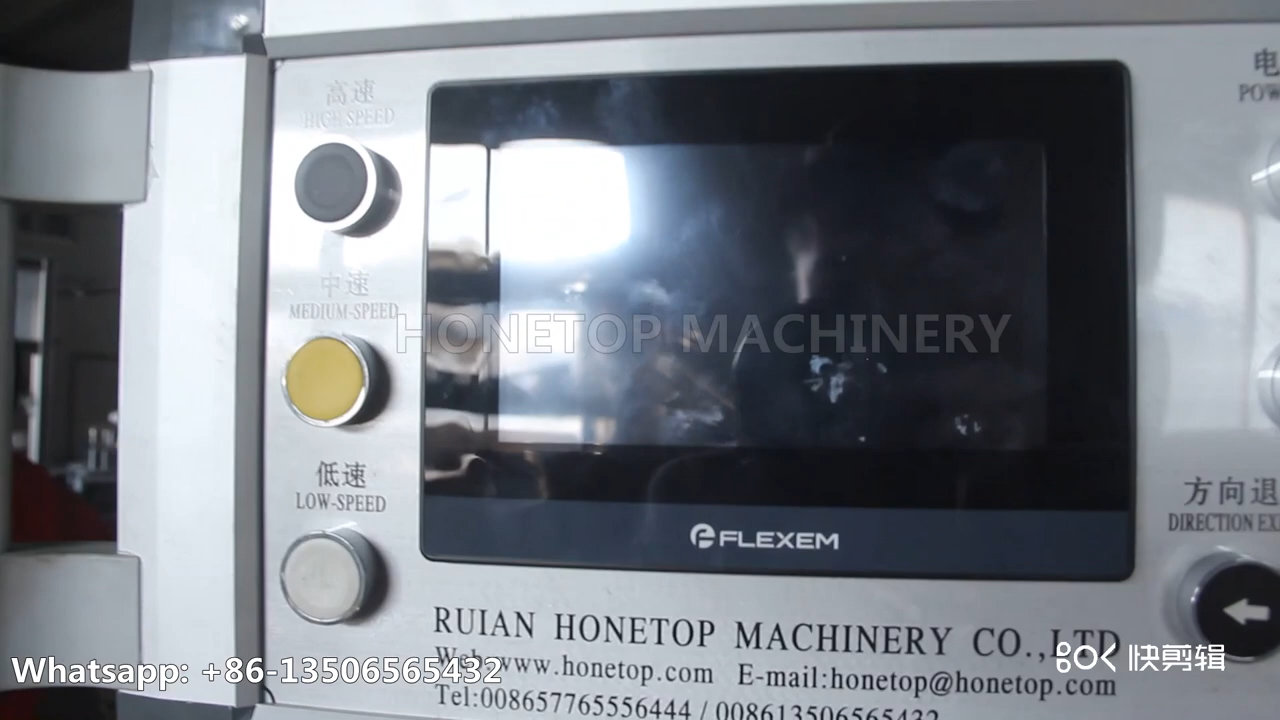 高速
HIGH SPEED
中速
MEDIUM-SPEED
低速
LOW-SPEED
HONETOP MACHINERY
FLEXEM
RUIAN HONETOP MACHINERY CO.,LTD
Web:www.honetop.com E-mail:honetop@honetop.com
Tel:008657765556444 / 008613506565432
电
方向退
DIRECTION
快剪辑
Whatsapp: +86-13506565432